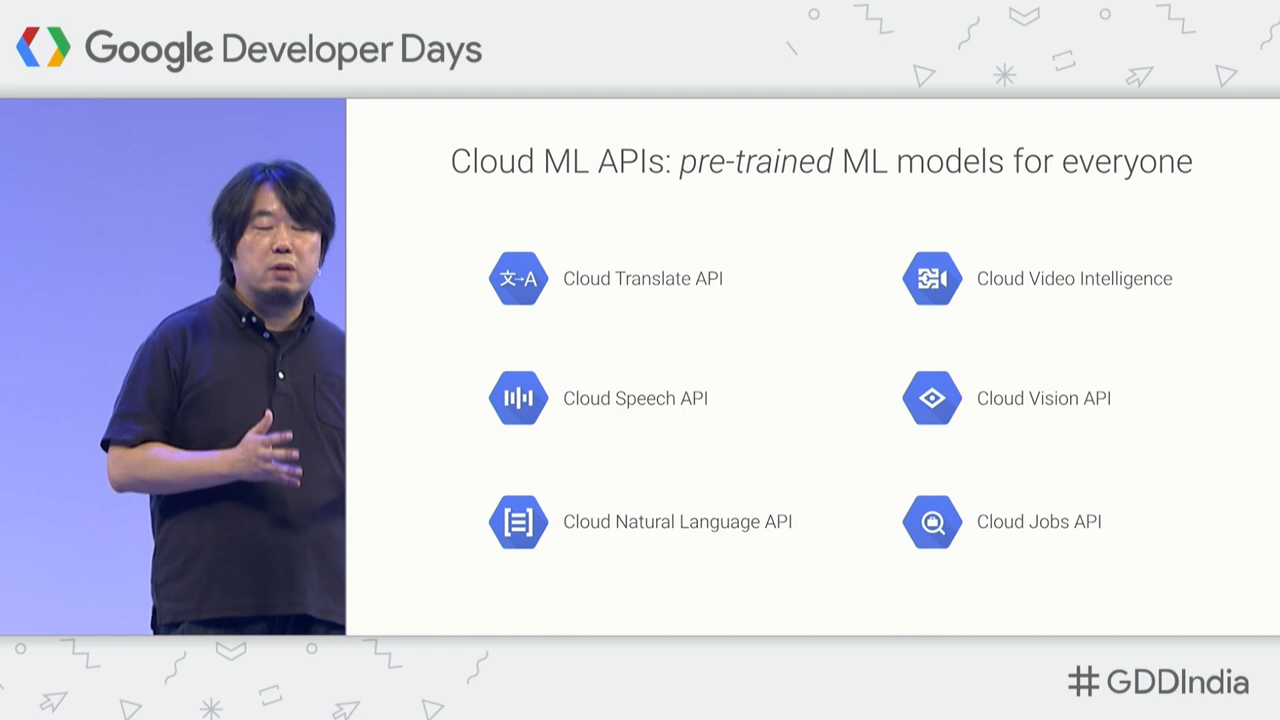 Google Developer Days
Cloud ML APIs: pre-trained ML models for everyone
文→A
Cloud Translate API
Cloud Video Intelligence
Cloud Speech API
Cloud Vision API
Cloud Natural Language API
Cloud Jobs API
#GDDIndia